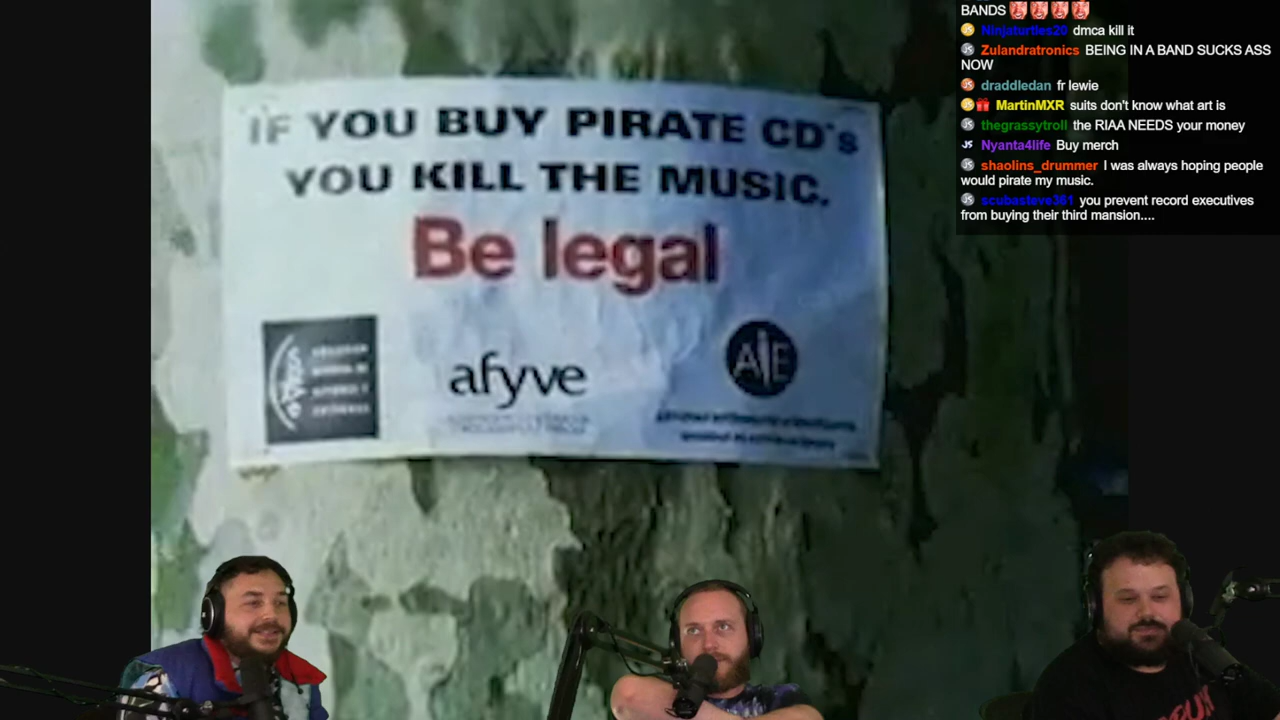 IF YOU BUY PIRATE CD's
YOU KILL THE MUSIC.
Be legal
SGAE
afyve
AIE
BANDS
Ninjaturtles20 dmca kill it
Zulandratronics BEING IN A BAND SUCKS ASS
NOW
draddledan fr lewie
MartinMXR suits don't know what art is
thegrassytroll the RIAA NEEDS your money
Nyanta4life Buy merch
shaolins_drummer I was always hoping people
would pirate my music.
scubasteve361 you prevent record executives
from buying their third mansion....